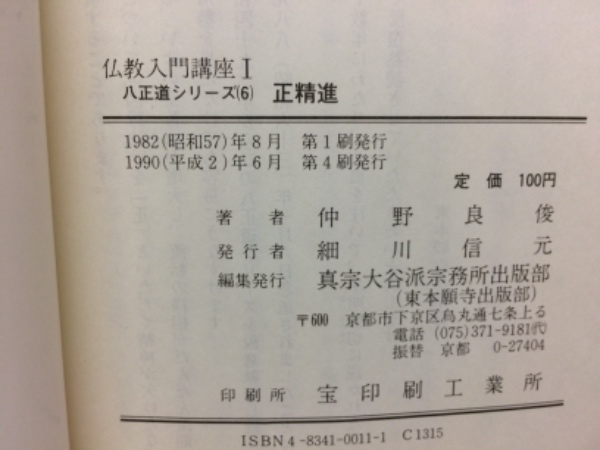 仏教入門講座Ⅰ
八正道シリーズ(6) 正精進
1982(昭和57)年8月 第1刷発行
1990(平成2)年6月 第4刷発行
定価 100円
著者 仲野良俊
発行者 細川信元
編集発行 真宗大谷派宗務所出版部
(東本願寺出版部)
〒600 京都市下京区烏丸通七条上る
電話 (075)371-9181㈹
振替 京都 0-27404
印刷所 宝印刷工業所
ISBN4-8341-0011-1 C1315